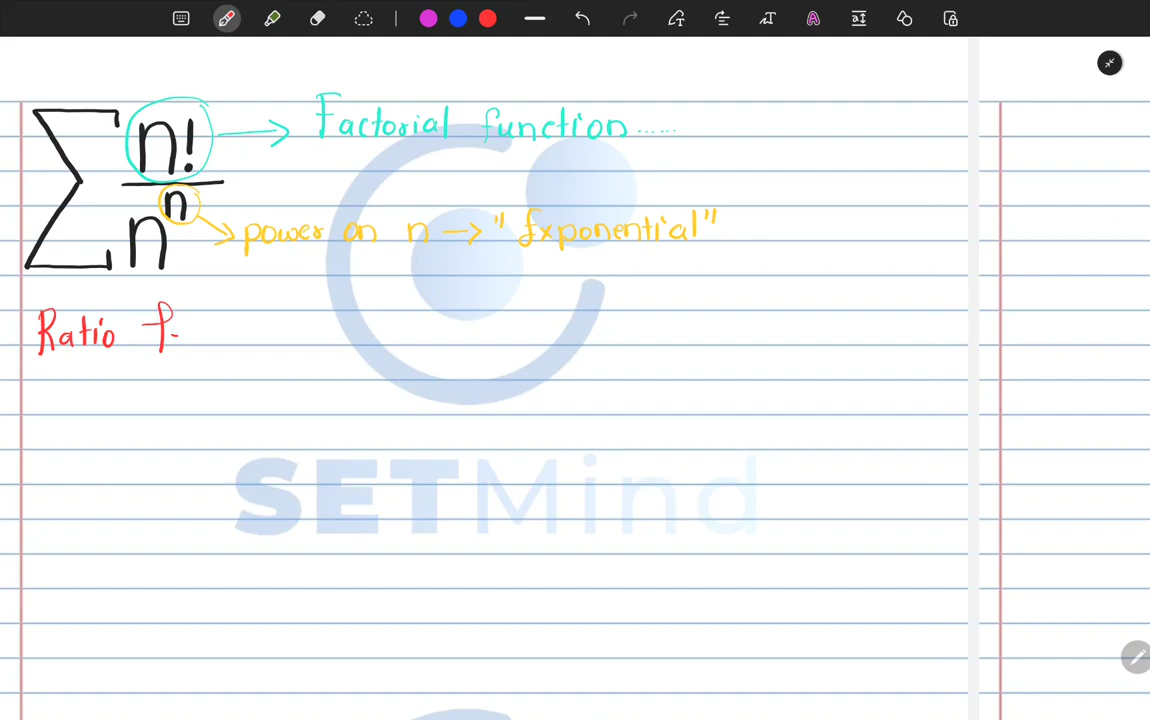 ∑ n!/n^n → Factorial function......
→ power on n → "Exponential"
Ratio
SETMind